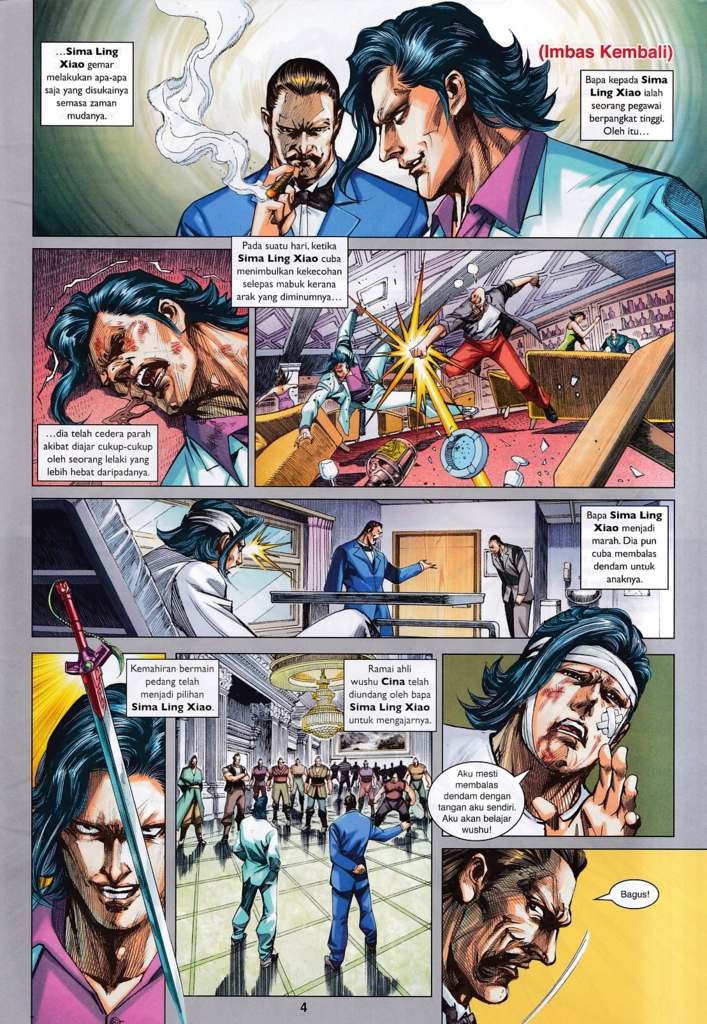 …Sima Ling
Xiao gemar
melakukan apa-apa
saja yang disukainya
semasa zaman
mudanya.
(Imbas Kembali)
Bapa kepada Sima
Ling Xiao ialah
seorang pegawai
berpangkat tinggi.
Oleh itu…
Pada suatu hari, ketika
Sima Ling Xiao cuba
menimbulkan kekecohan
selepas mabuk kerana
arak yang diminumnya…
…dia telah cedera parah
akibat diajar cukup-cukup
oleh seorang lelaki yang
lebih hebat daripadanya.
Bapa Sima Ling
Xiao menjadi
marah. Dia pun
cuba membalas
dendam untuk
anaknya.
Aku mesti
membalas
dendam dengan
tangan aku sendiri.
Aku akan belajar
wushu!
Bagus!
Ramai ahli
wushu Cina telah
diundang oleh bapa
Sima Ling Xiao
untuk mengajarnya.
Kemahiran bermain
pedang telah
menjadi pilihan
Sima Ling Xiao.
4